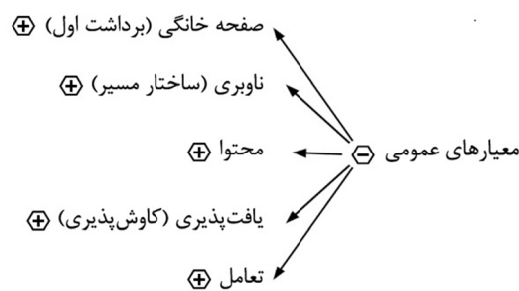 صفحه خانگی (برداشت اول)
ناوبری (ساختار مسیر)
معیارهای عمومی
محتوا
یافت‌پذیری (کاوش‌پذیری)
تعامل